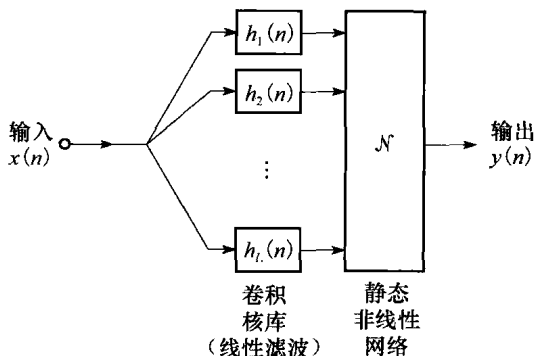 h₁(n)
h₂(n)
输入
x(n)
⋮
𝒩
输出
y(n)
h_L.(n)
卷积
核库
(线性滤波)
静态
非线性
网络